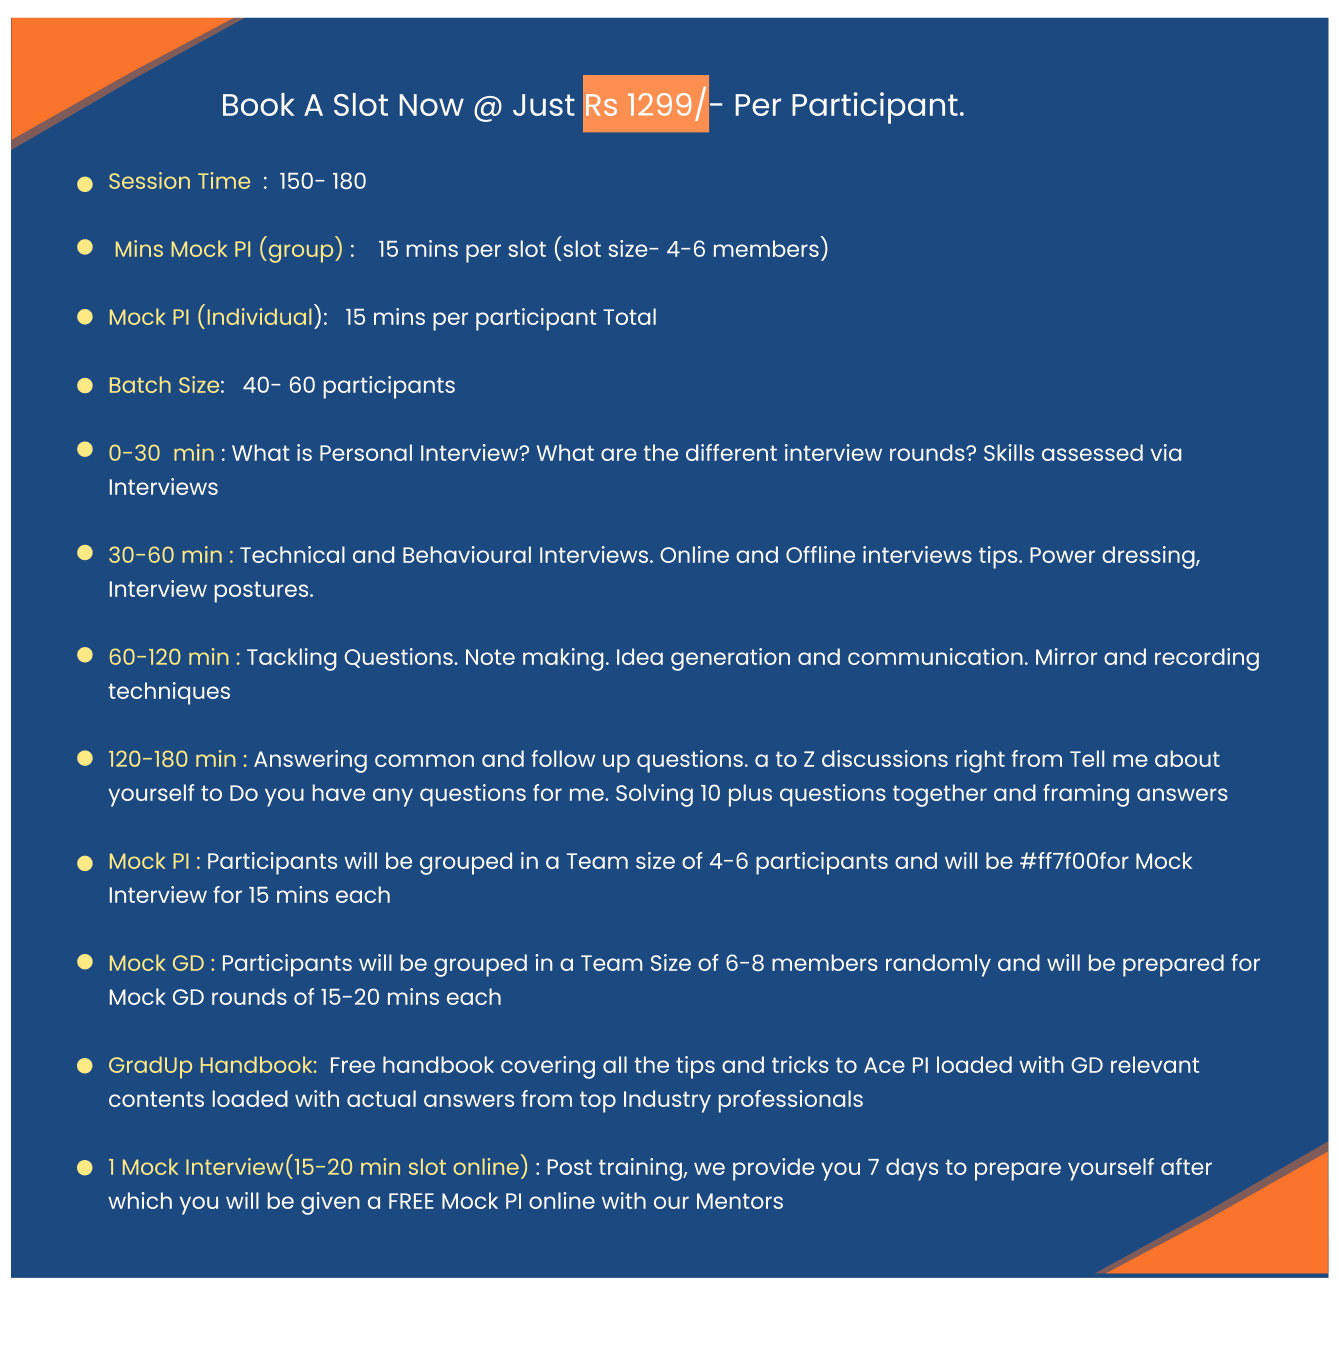 Book A Slot Now @ Just Rs 1299/- Per Participant.
Session Time : 150- 180
Mins Mock PI (group) : 15 mins per slot (slot size- 4-6 members)
Mock PI (Individual): 15 mins per participant Total
Batch Size: 40- 60 participants
0-30 min : What is Personal Interview? What are the different interview rounds? Skills assessed via
Interviews
30-60 min : Technical and Behavioural Interviews. Online and Offline interviews tips. Power dressing,
Interview postures.
60-120 min : Tackling Questions. Note making. Idea generation and communication. Mirror and recording
techniques
120-180 min : Answering common and follow up questions. a to Z discussions right from Tell me about
yourself to Do you have any questions for me. Solving 10 plus questions together and framing answers
Mock PI : Participants will be grouped in a Team size of 4-6 participants and will be #ff7f00for Mock
Interview for 15 mins each
Mock GD : Participants will be grouped in a Team Size of 6-8 members randomly and will be prepared for
Mock GD rounds of 15-20 mins each
GradUp Handbook: Free handbook covering all the tips and tricks to Ace PI loaded with GD relevant
contents loaded with actual answers from top Industry professionals
1 Mock Interview(15-20 min slot online) : Post training, we provide you 7 days to prepare yourself after
which you will be given a FREE Mock PI online with our Mentors